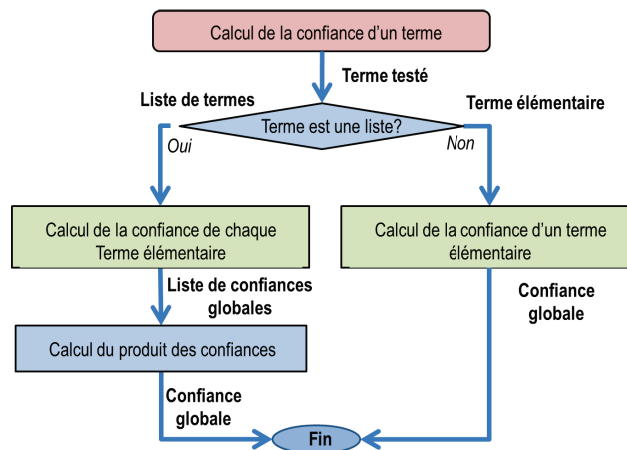 Calcul de la confiance d'un terme
Terme testé
Liste de termes
Terme élémentaire
Terme est une liste?
Oui
Non
Calcul de la confiance de chaque
Terme élémentaire
Calcul de la confiance d'un terme
élémentaire
Liste de confiances
globales
Confiance
globale
Calcul du produit des confiances
Confiance
globale
Fin